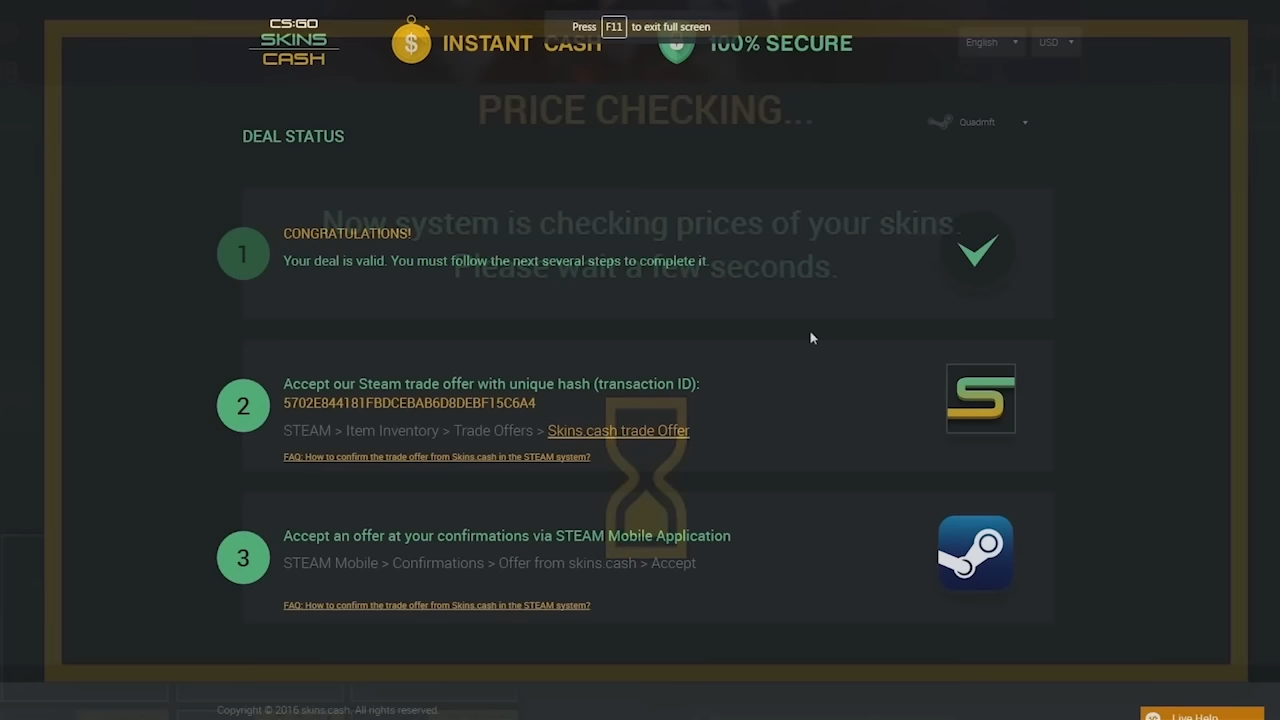 Press F11 to exit full screen
CS:GO
SKINS
CASH
INSTANT CASH
100% SECURE
English
USD
PRICE CHECKING...
DEAL STATUS
Quadmft
Now system is checking prices of your skins.
Please wait a few seconds.
1
CONGRATULATIONS!
Your deal is valid. You must follow the next several steps to complete it.
2
Accept our Steam trade offer with unique hash (transaction ID):
5702E844181FBDCEBAB6D8DEBF15C6A4
STEAM > Item Inventory > Trade Offers > Skins.cash trade Offer
FAQ: How to confirm the trade offer from Skins.cash in the STEAM system?
3
Accept an offer at your confirmations via STEAM Mobile Application
STEAM Mobile > Confirmations > Offer from skins.cash > Accept
FAQ: How to confirm the trade offer from Skins.cash in the STEAM system?
Copyright © 2016 skins.cash. All rights reserved.
Live Help